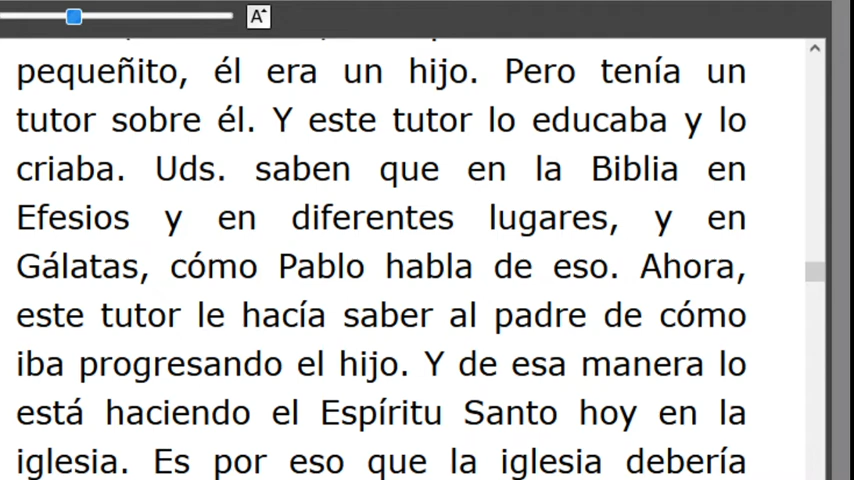 A
pequeñito, él era un hijo. Pero tenía un
tutor sobre él. Y este tutor lo educaba y lo
criaba. Uds. saben que en la Biblia en
Efesios y en diferentes lugares, y en
Gálatas, cómo Pablo habla de eso. Ahora,
este tutor le hacía saber al padre de cómo
iba progresando el hijo. Y de esa manera lo
está haciendo el Espíritu Santo hoy en la
iglesia. Es por eso que la iglesia debería